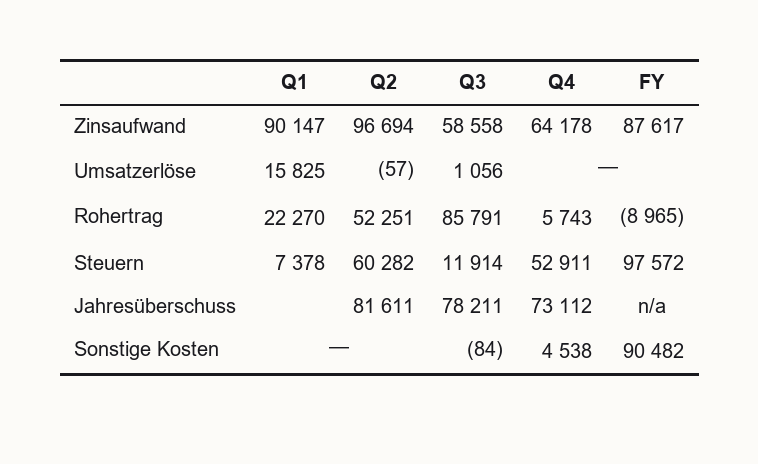 Q1 Q2 Q3 Q4 FY
Zinsaufwand 90 147 96 694 58 558 64 178 87 617
Umsatzerlöse 15 825 (57) 1 056 —
Rohertrag 22 270 52 251 85 791 5 743 (8 965)
Steuern 7 378 60 282 11 914 52 911 97 572
Jahresüberschuss 81 611 78 211 73 112 n/a
Sonstige Kosten — (84) 4 538 90 482